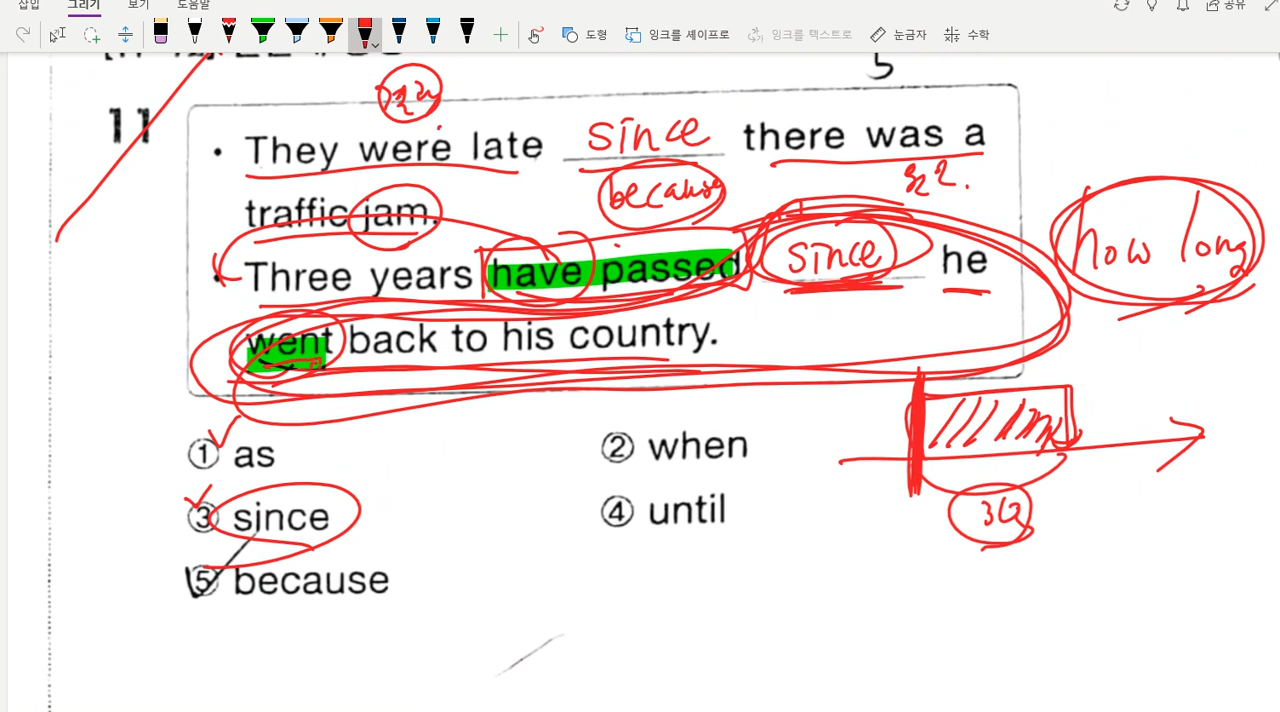 삽입 그리기 보기 도움말 공유
도형 잉크를 셰이프로 잉크를 텍스트로 눈금자 수학
5
11
결과
• They were late since there was a
because
traffic jam.
how long
• Three years have passed since he
went back to his country.
① as ② when
③ since ④ until
3년
⑤ because